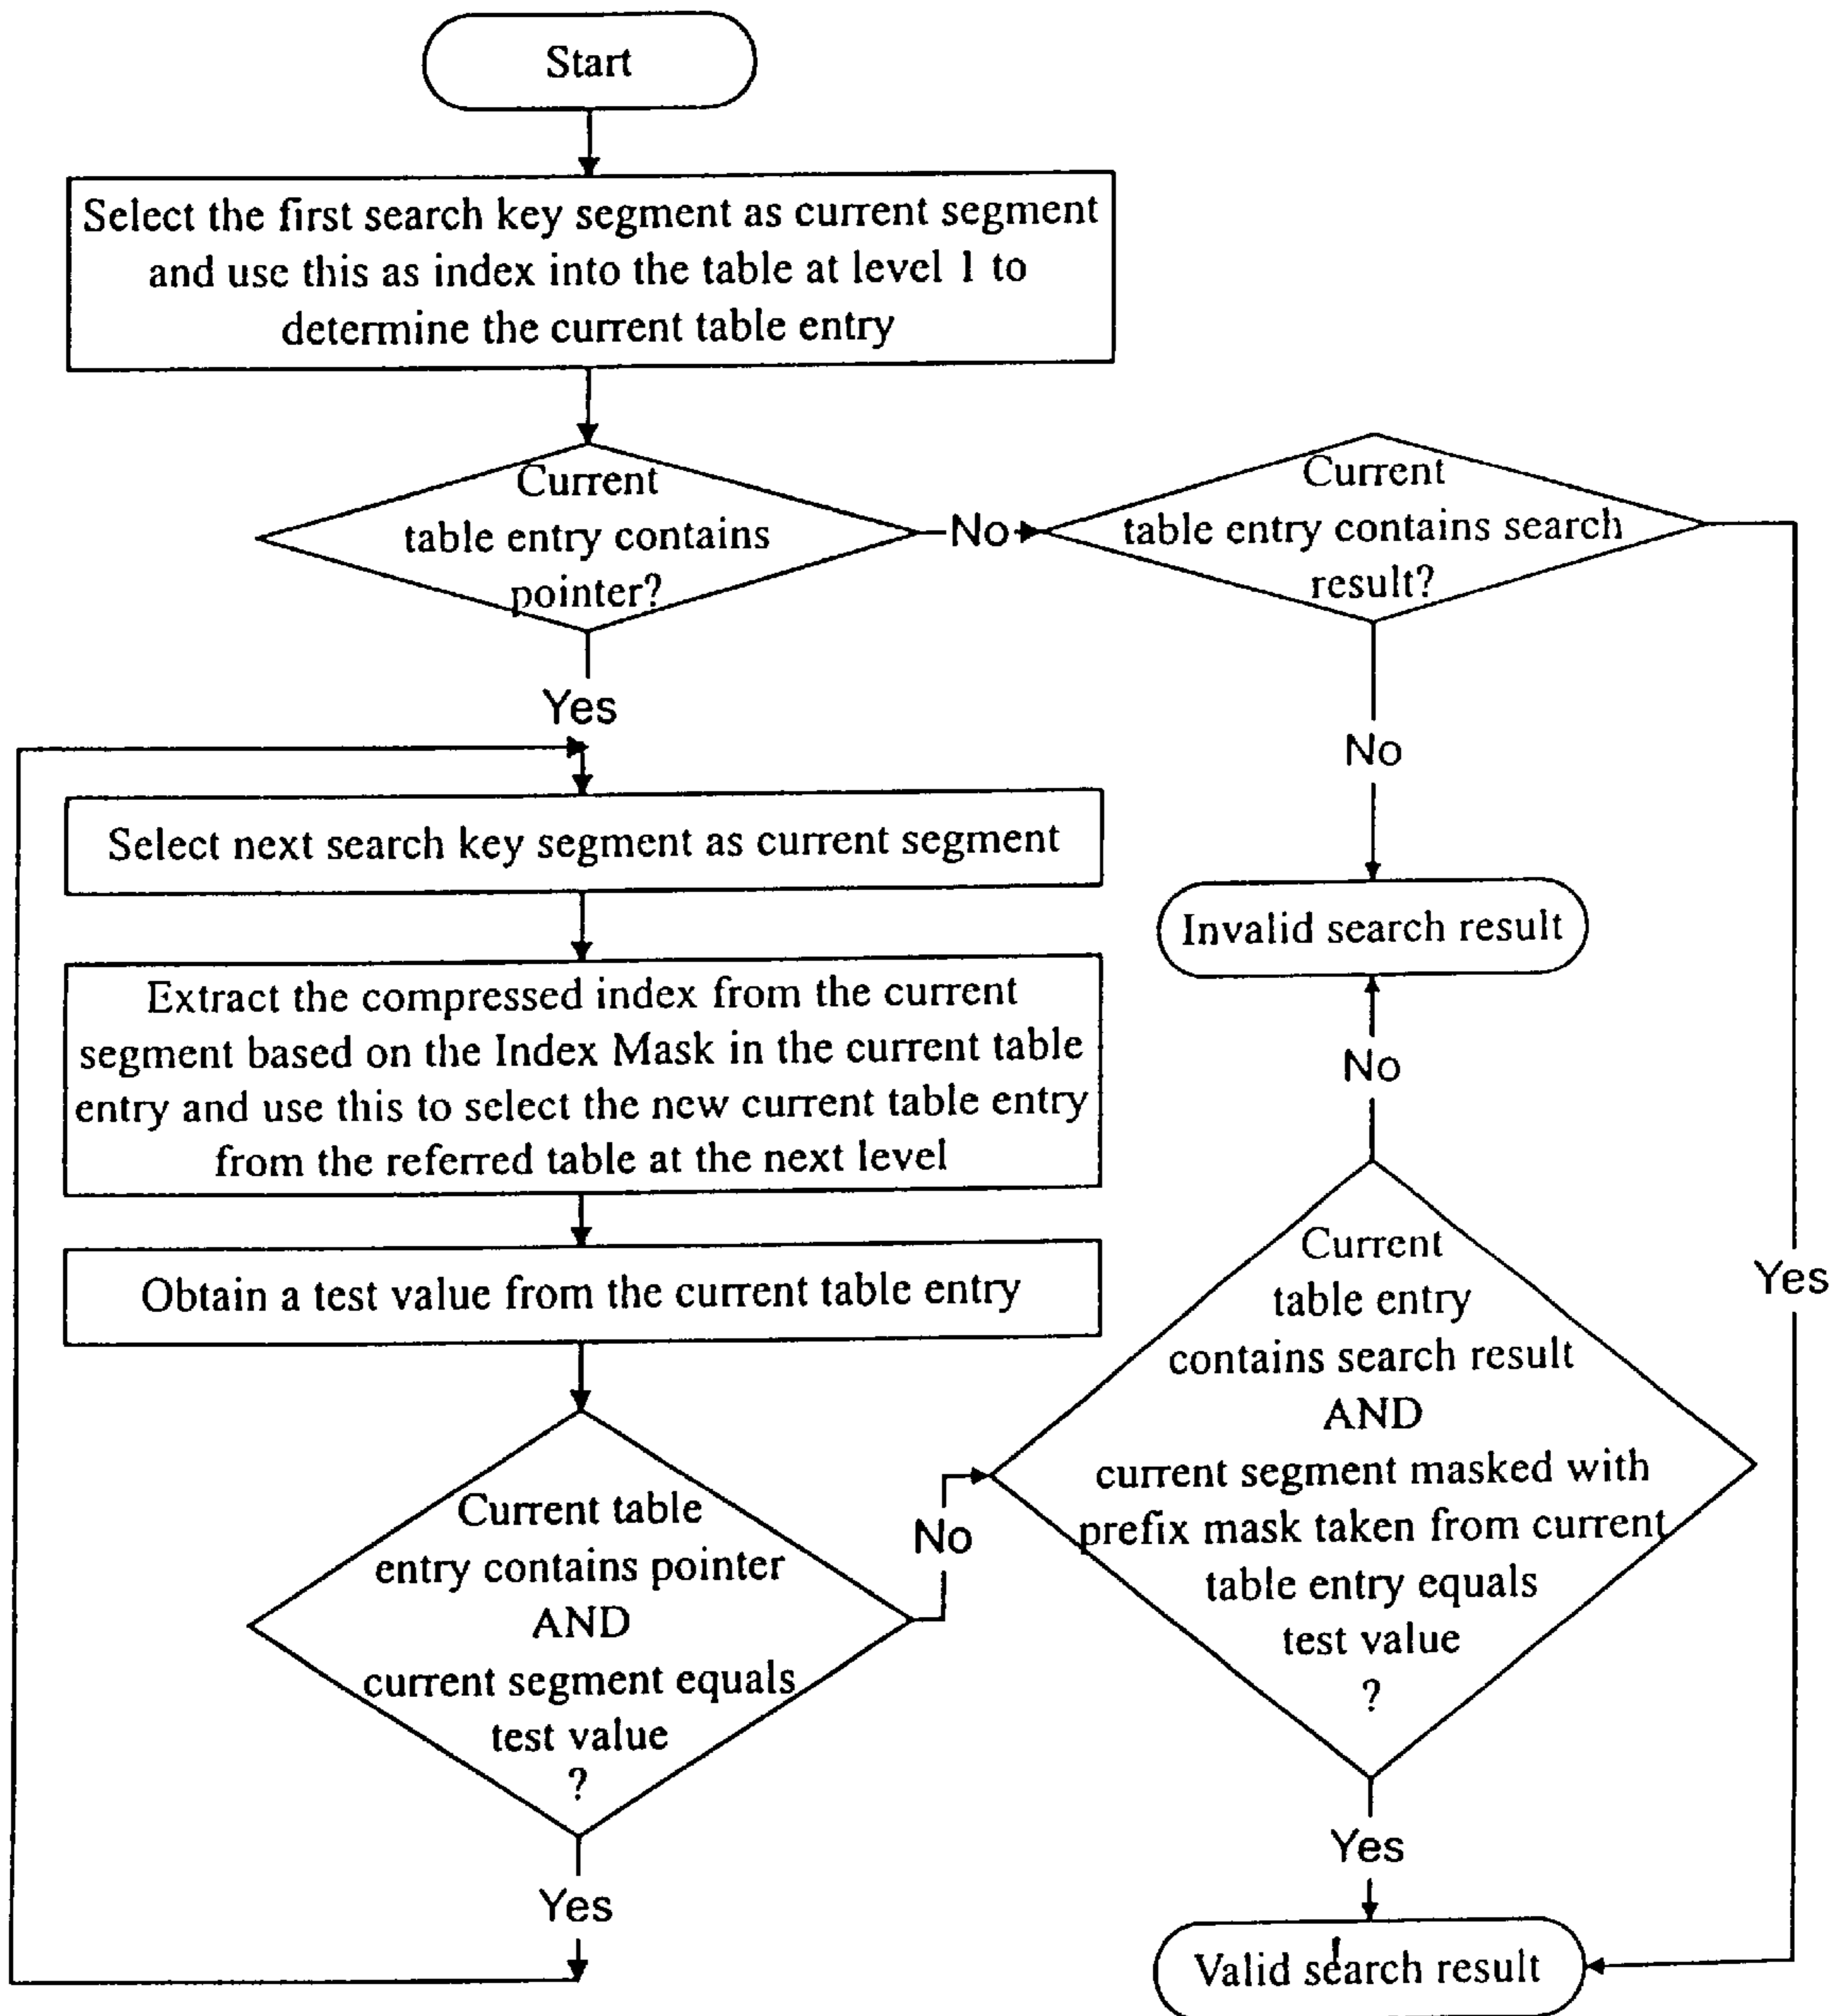 Start
Select the first search key segment as current segment
and use this as index into the table at level 1 to
determine the current table entry
Current
table entry contains
pointer?
No
Current
table entry contains search
result?
Yes
No
Select next search key segment as current segment
Invalid search result
Extract the compressed index from the current
segment based on the Index Mask in the current table
entry and use this to select the new current table entry
from the referred table at the next level
No
Obtain a test value from the current table entry
Yes
Current
table entry
contains search result
AND
current segment masked with
prefix mask taken from current
table entry equals
test value
?
Current table
entry contains pointer
AND
current segment equals
test value
?
No
Yes
Yes
Valid search result